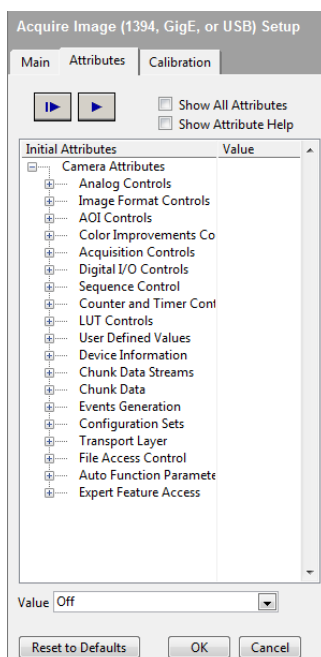 Acquire Image (1394, GigE, or USB) Setup
Main Attributes Calibration
Show All Attributes
Show Attribute Help
Initial Attributes Value
Camera Attributes
Analog Controls
Image Format Controls
AOI Controls
Color Improvements Co
Acquisition Controls
Digital I/O Controls
Sequence Control
Counter and Timer Cont
LUT Controls
User Defined Values
Device Information
Chunk Data Streams
Chunk Data
Events Generation
Configuration Sets
Transport Layer
File Access Control
Auto Function Paramete
Expert Feature Access
Value Off
Reset to Defaults OK Cancel